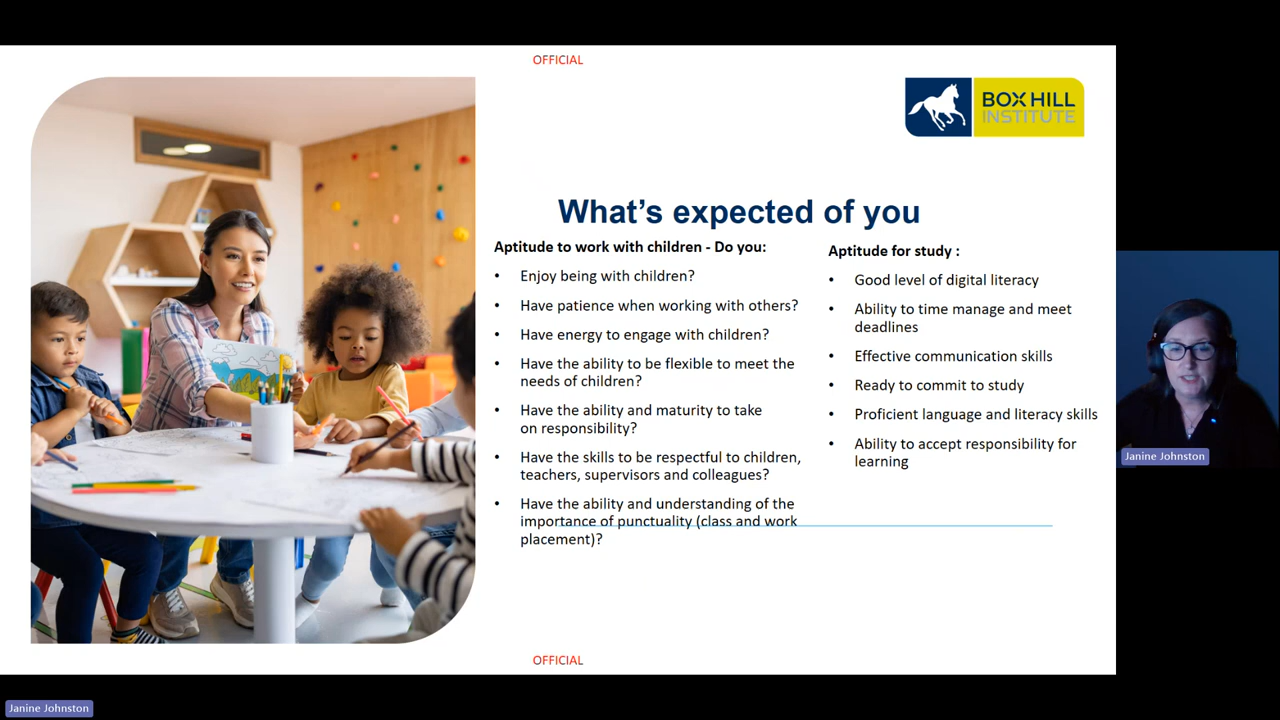 OFFICIAL
BOX HILL
INSTITUTE
What's expected of you
Aptitude to work with children - Do you:
• Enjoy being with children?
• Have patience when working with others?
• Have energy to engage with children?
• Have the ability to be flexible to meet the
needs of children?
• Have the ability and maturity to take
on responsibility?
• Have the skills to be respectful to children,
teachers, supervisors and colleagues?
• Have the ability and understanding of the
importance of punctuality (class and work
placement)?
Aptitude for study :
• Good level of digital literacy
• Ability to time manage and meet
deadlines
• Effective communication skills
• Ready to commit to study
• Proficient language and literacy skills
• Ability to accept responsibility for
learning
Janine Johnston
OFFICIAL
Janine Johnston